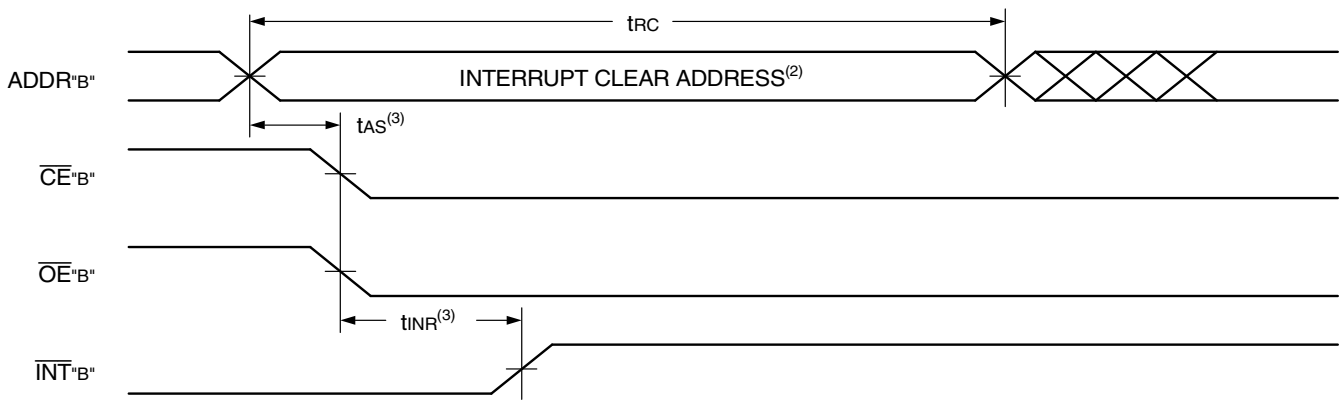 tRC
ADDR"B"
INTERRUPT CLEAR ADDRESS(2)
tAS(3)
CE"B"
OE"B"
tINR(3)
INT"B"